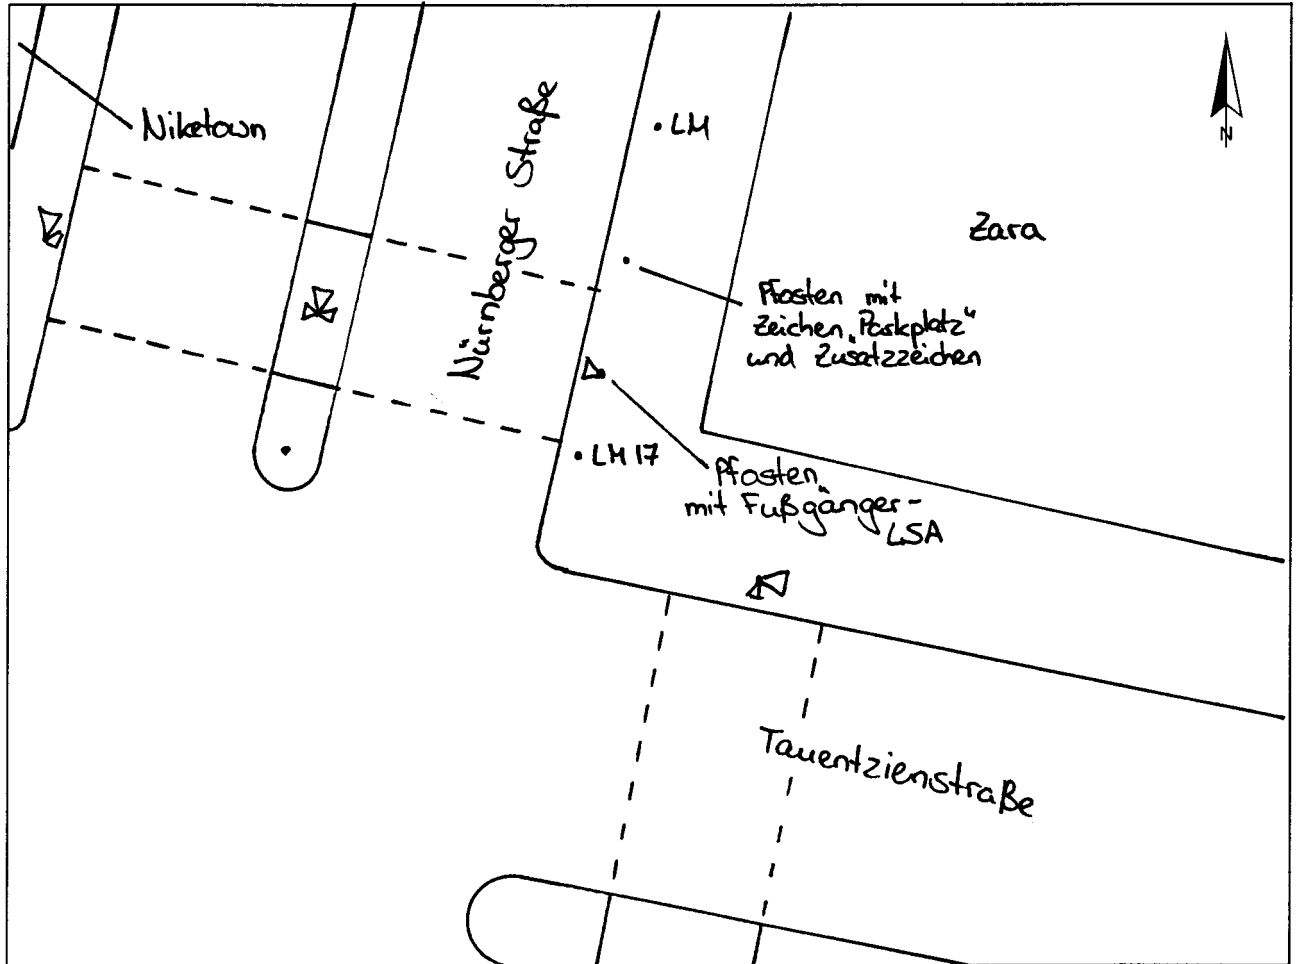 Niketown
Nürnberger Straße
LM
N
Zara
Pfosten mit
Zeichen „Parkplatz"
und Zusatzzeichen
LM 17
Pfosten
mit Fußgänger-
LSA
Tauentzienstraße